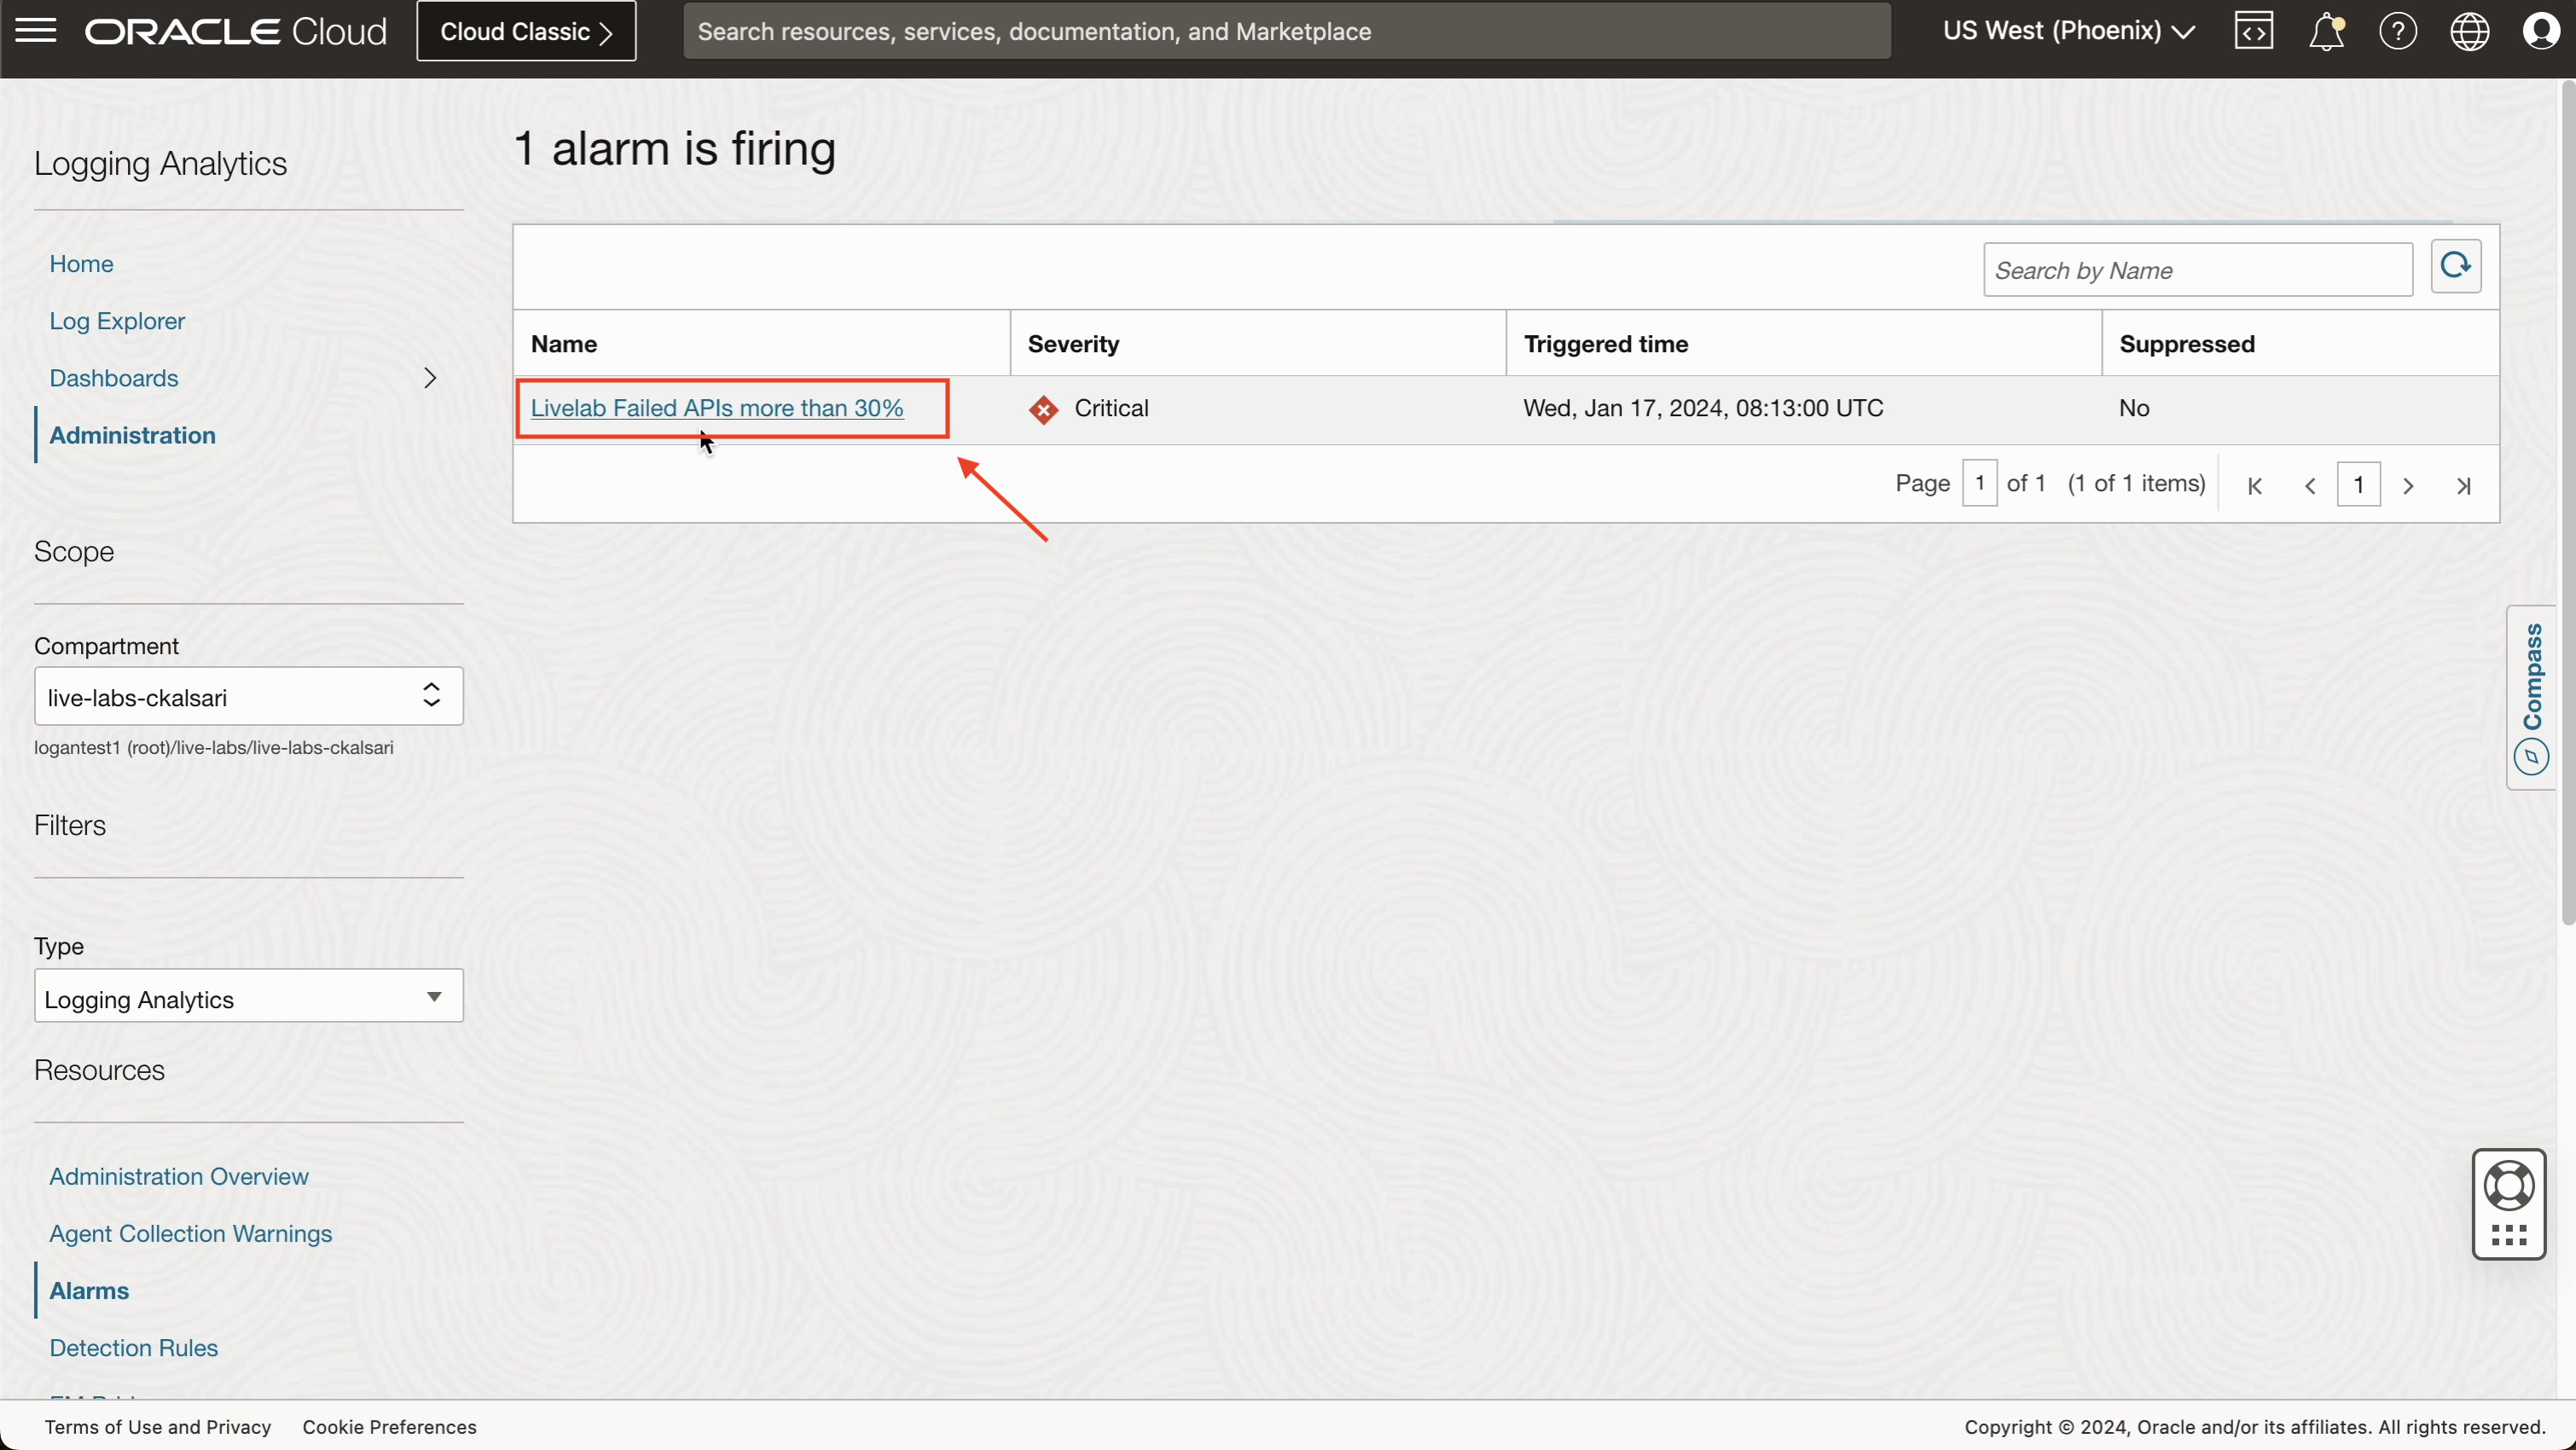 ORACLE Cloud
Cloud Classic
Search resources, services, documentation, and Marketplace
US West (Phoenix)
Logging Analytics
Home
Log Explorer
Dashboards
Administration
Scope
Compartment
live-labs-ckalsari
logantest1 (root)/live-labs/live-labs-ckalsari
Filters
Type
Logging Analytics
Resources
Administration Overview
Agent Collection Warnings
Alarms
Detection Rules
1 alarm is firing
Search by Name
Name Severity Triggered time Suppressed
Livelab Failed APIs more than 30% Critical Wed, Jan 17, 2024, 08:13:00 UTC No
Page 1 of 1 (1 of 1 items) 1
Compass
Terms of Use and Privacy Cookie Preferences
Copyright © 2024, Oracle and/or its affiliates. All rights reserved.